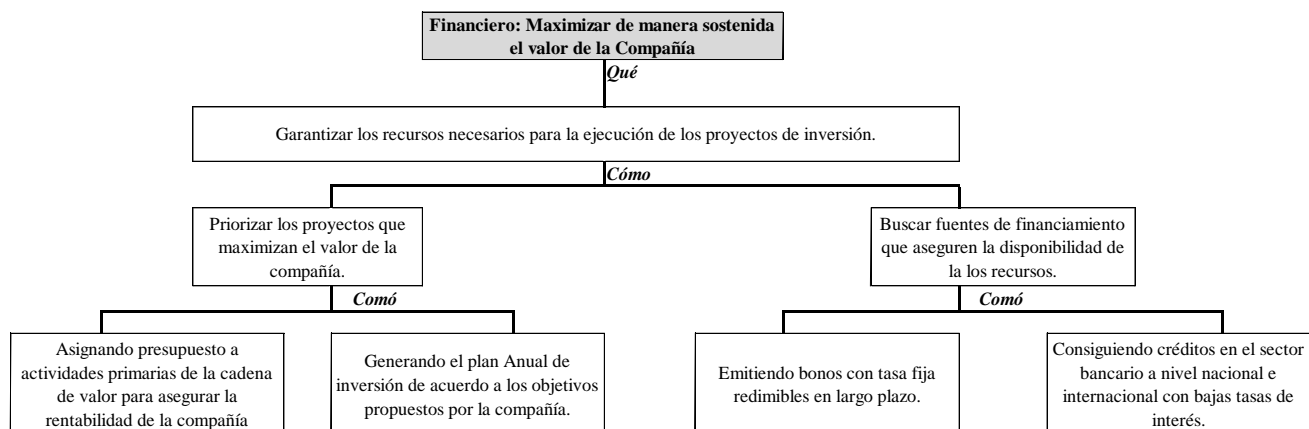 Financiero: Maximizar de manera sostenida
el valor de la Compañía
Qué
Garantizar los recursos necesarios para la ejecución de los proyectos de inversión.
Cómo
Priorizar los proyectos que
maximizan el valor de la
compañía.
Buscar fuentes de financiamiento
que aseguren la disponibilidad de
la los recursos.
Comó
Comó
Asignando presupuesto a
actividades primarias de la cadena
de valor para asegurar la
rentabilidad de la compañía
Generando el plan Anual de
inversión de acuerdo a los objetivos
propuestos por la compañía.
Emitiendo bonos con tasa fija
redimibles en largo plazo.
Consiguiendo créditos en el sector
bancario a nivel nacional e
internacional con bajas tasas de
interés.